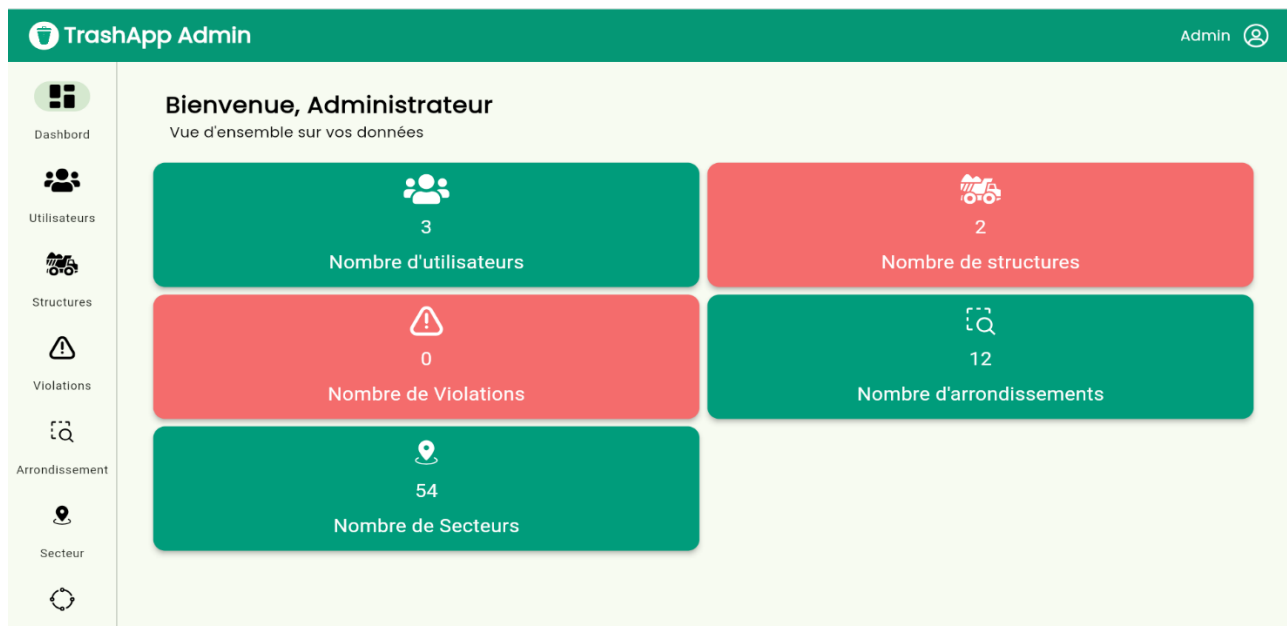 TrashApp Admin
Admin
Dashbord
Utilisateurs
Structures
Violations
Arrondissement
Secteur
Bienvenue, Administrateur
Vue d'ensemble sur vos données
3
Nombre d'utilisateurs
2
Nombre de structures
0
Nombre de Violations
12
Nombre d'arrondissements
54
Nombre de Secteurs